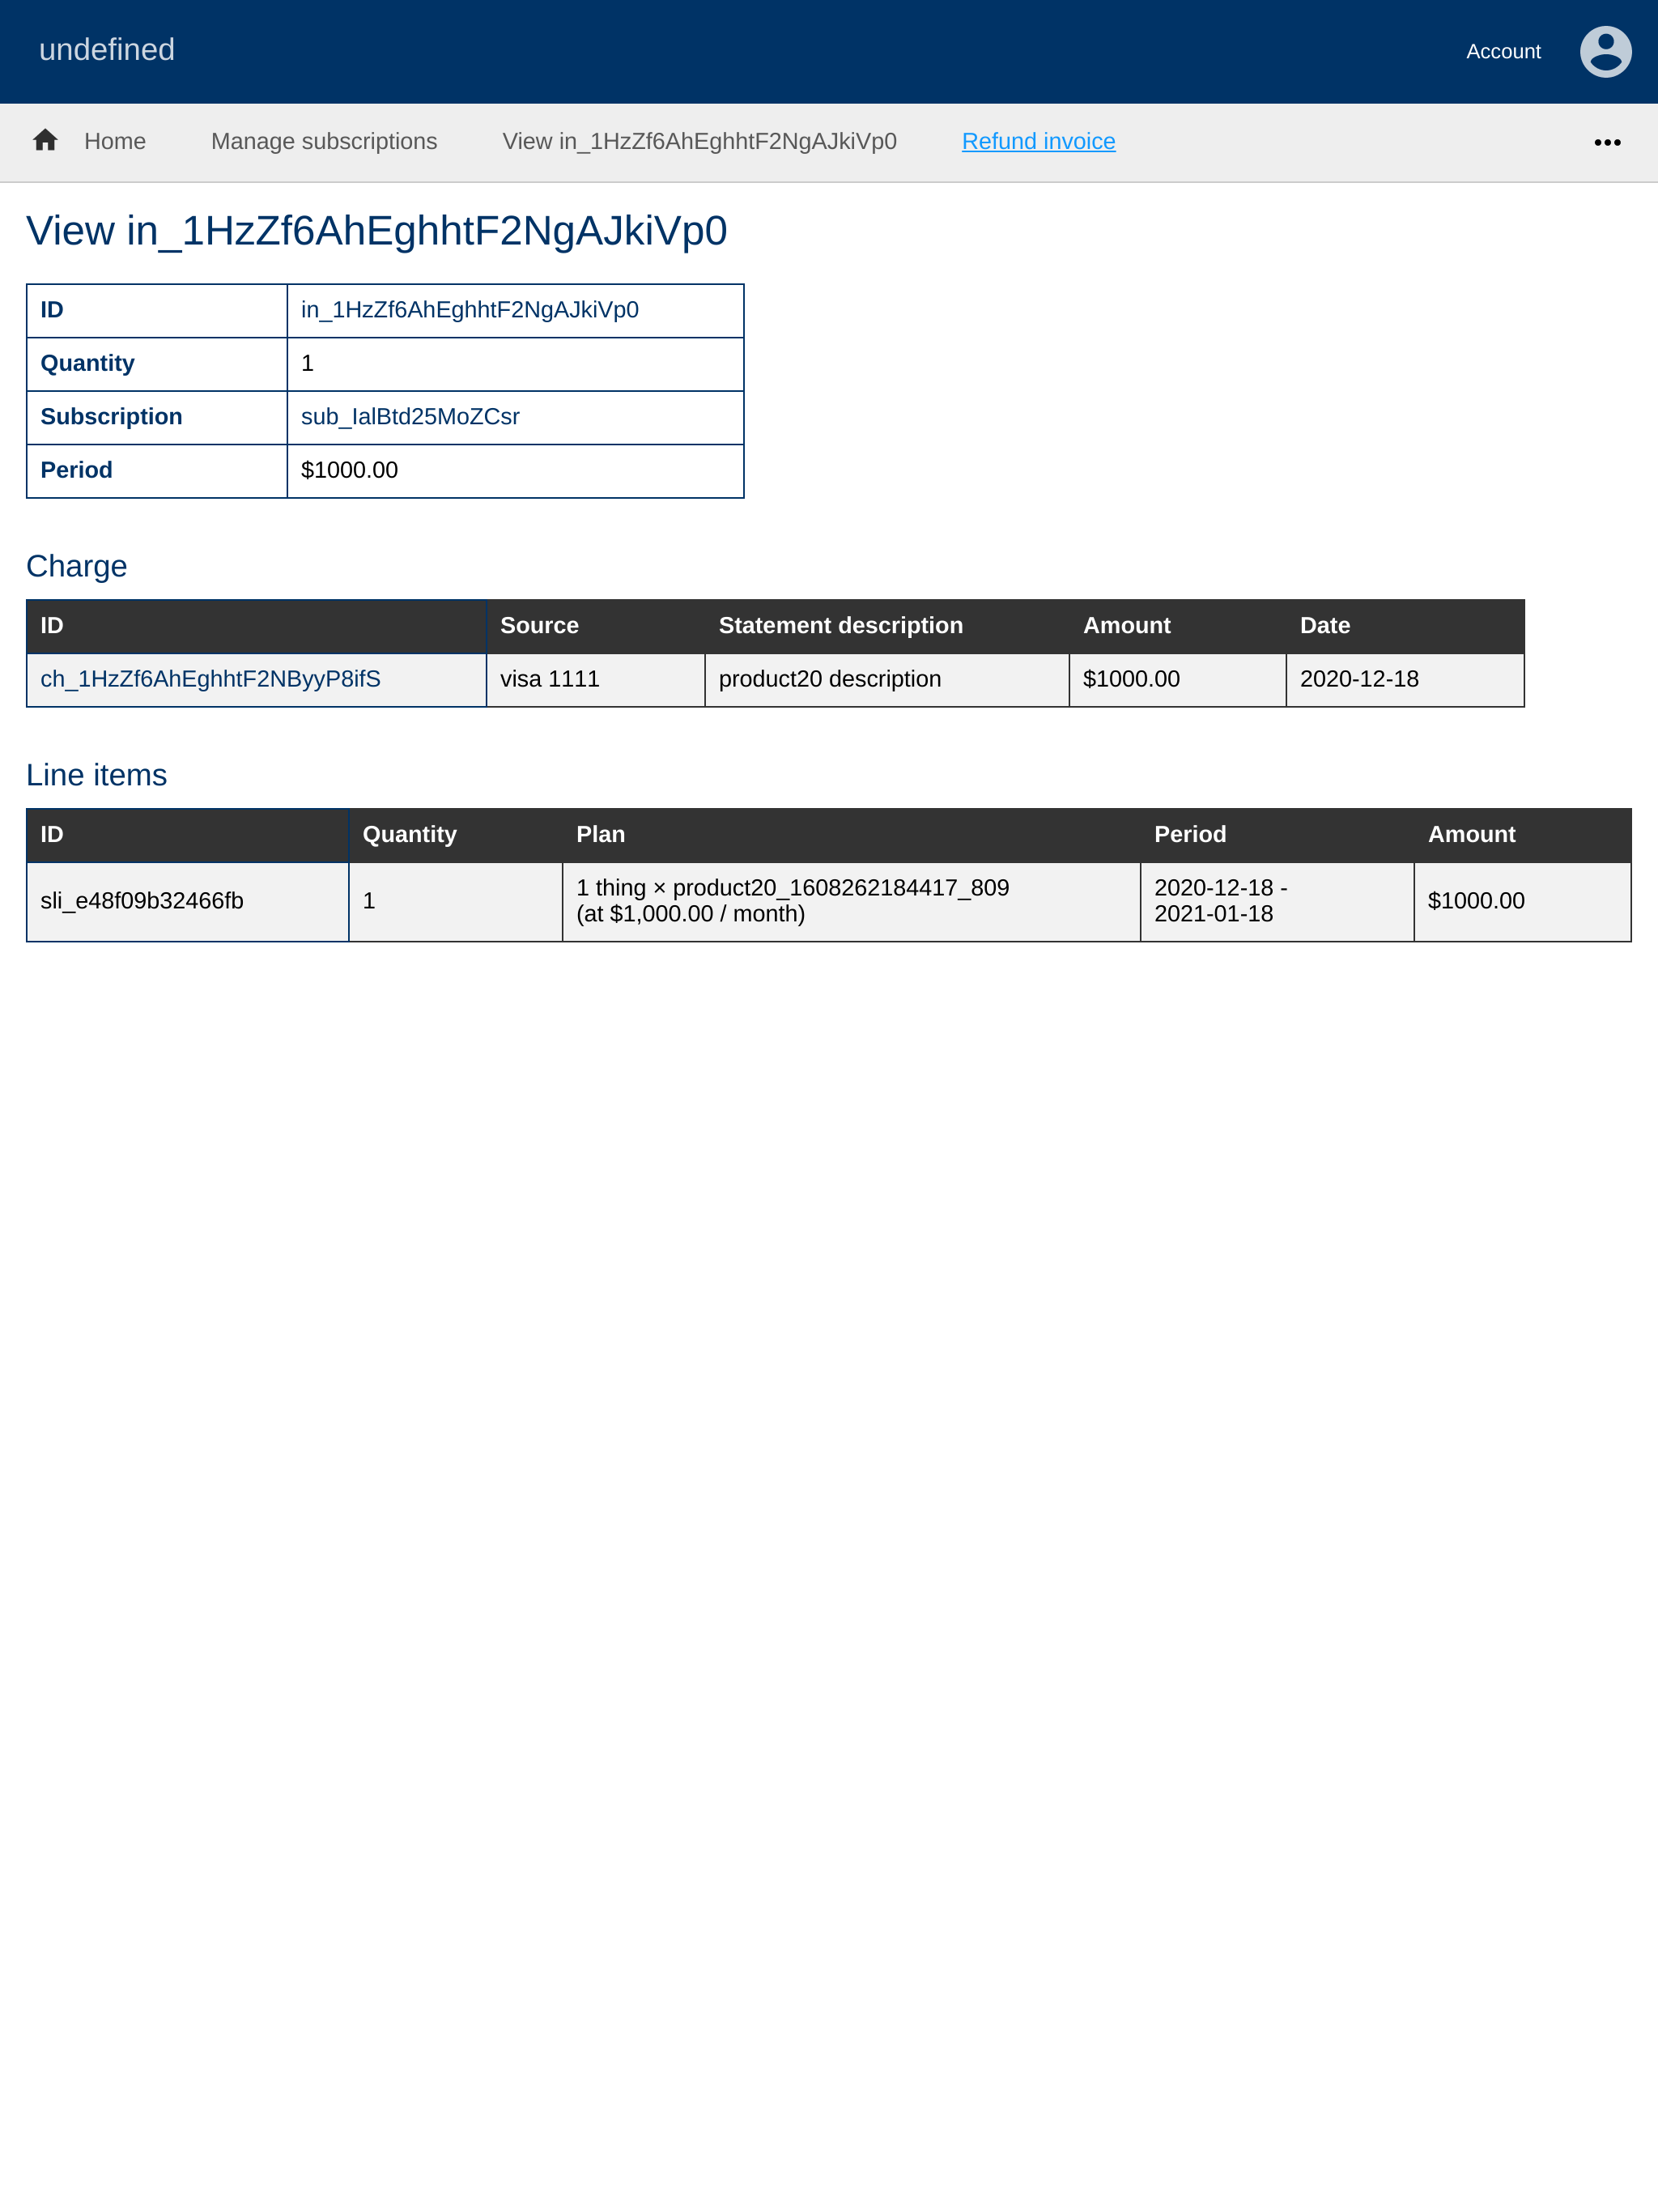 undefined
Account
Home Manage subscriptions View in_1HzZf6AhEghhtF2NgAJkiVp0 Refund invoice •••
View in_1HzZf6AhEghhtF2NgAJkiVp0
ID in_1HzZf6AhEghhtF2NgAJkiVp0
Quantity 1
Subscription sub_IalBtd25MoZCsr
Period $1000.00
Charge
ID Source Statement description Amount Date
ch_1HzZf6AhEghhtF2NByyP8ifS visa 1111 product20 description $1000.00 2020-12-18
Line items
ID Quantity Plan Period Amount
sli_e48f09b32466fb 1 1 thing × product20_1608262184417_809 2020-12-18 - $1000.00
(at $1,000.00 / month) 2021-01-18